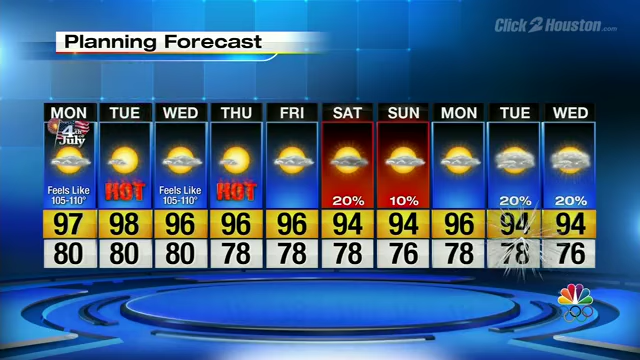 Click2Houston.com
Planning Forecast
MON TUE WED THU FRI SAT SUN MON TUE WED
4th of July
Feels Like 105-110° HOT Feels Like 105-110° HOT 20% 10% 20% 20%
97 98 96 96 96 94 94 96 94 94
80 80 80 78 78 78 76 78 78 76